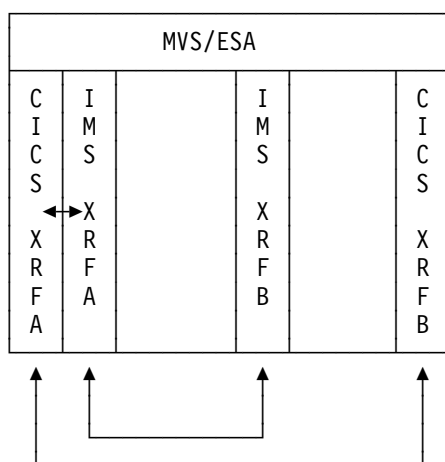 MVS/ESA
CICS XRFA
IMS XRFA
IMS XRFB
CICS XRFB